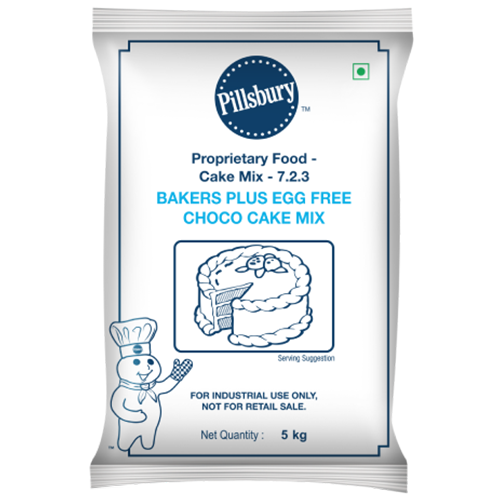 Pillsbury
TM
Proprietary Food -
Cake Mix - 7.2.3
BAKERS PLUS EGG FREE
CHOCO CAKE MIX
Serving Suggestion
FOR INDUSTRIAL USE ONLY,
NOT FOR RETAIL SALE.
Net Quantity : 5 kg